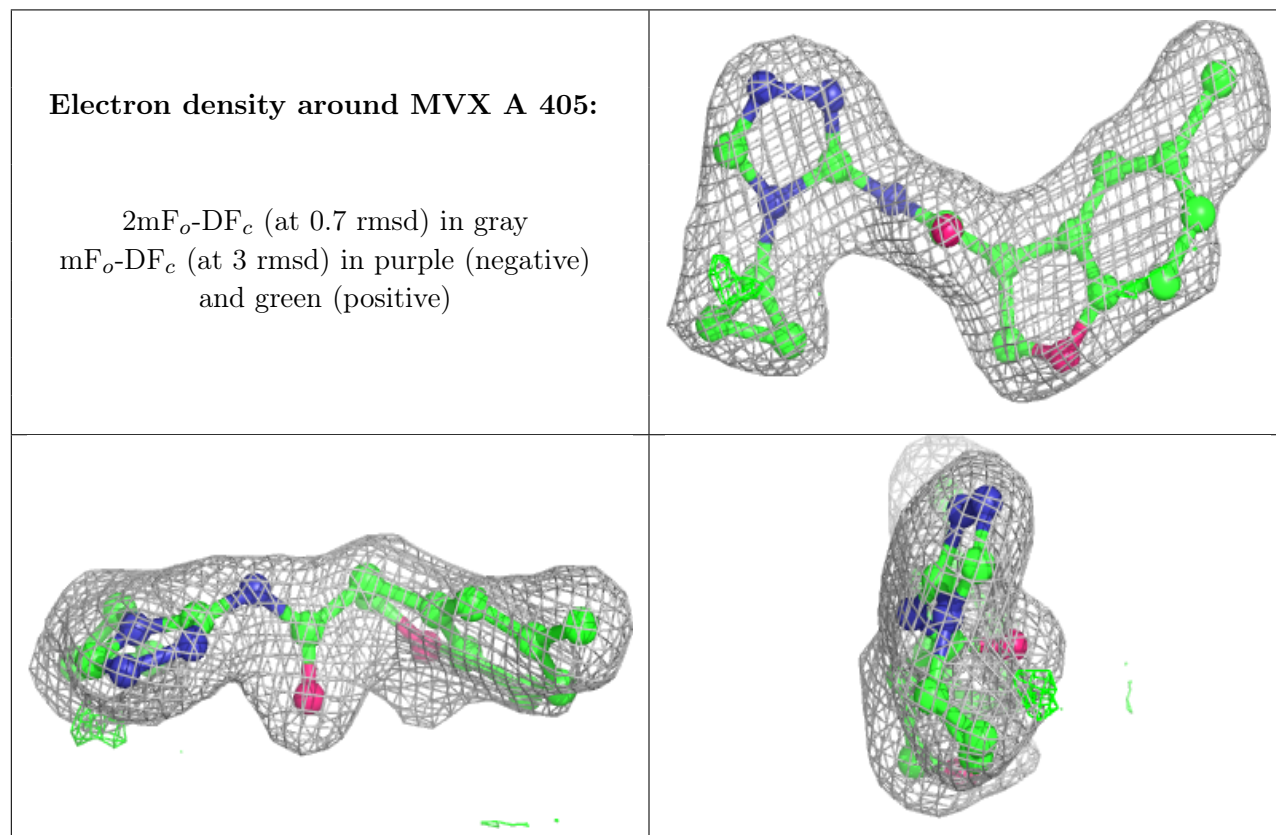 Electron density around MVX A 405:
2mFo-DFc (at 0.7 rmsd) in gray
mFo-DFc (at 3 rmsd) in purple (negative)
and green (positive)